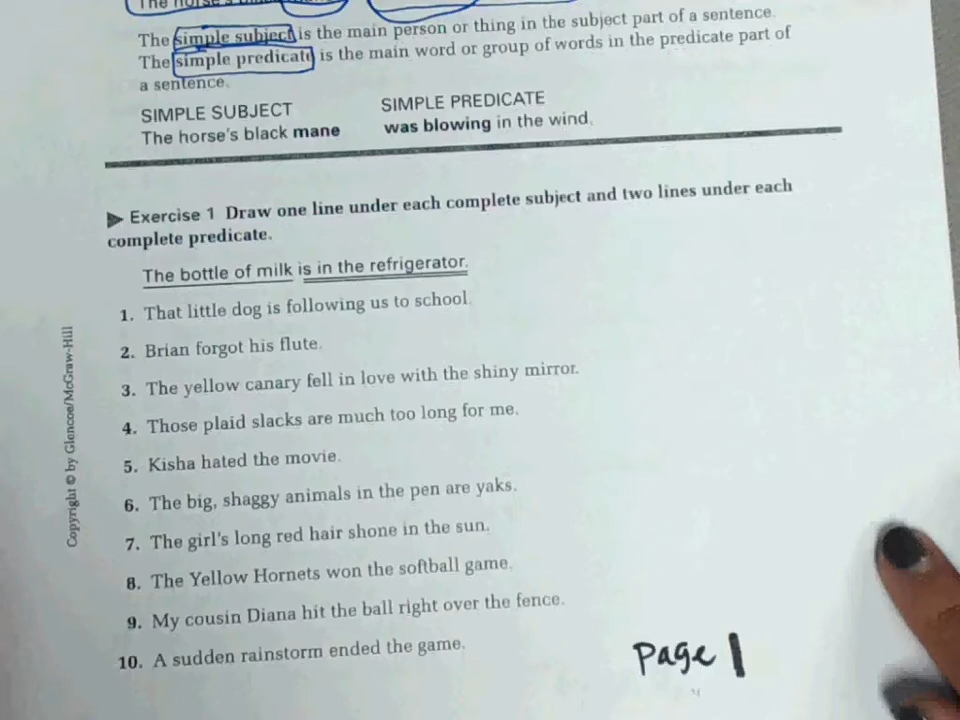 The simple subject is the main person or thing in the subject part of a sentence.
The simple predicate is the main word or group of words in the predicate part of
a sentence.
SIMPLE SUBJECT SIMPLE PREDICATE
The horse's black mane was blowing in the wind.
Exercise 1 Draw one line under each complete subject and two lines under each
complete predicate.
The bottle of milk is in the refrigerator.
1. That little dog is following us to school.
2. Brian forgot his flute.
3. The yellow canary fell in love with the shiny mirror.
4. Those plaid slacks are much too long for me.
5. Kisha hated the movie.
6. The big, shaggy animals in the pen are yaks.
7. The girl's long red hair shone in the sun.
8. The Yellow Hornets won the softball game.
9. My cousin Diana hit the ball right over the fence.
10. A sudden rainstorm ended the game.
page 1
Copyright © by Glencoe/McGraw-Hill